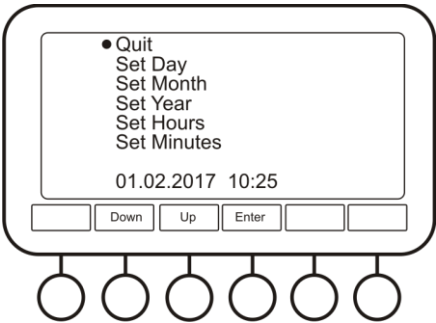 Quit
Set Day
Set Month
Set Year
Set Hours
Set Minutes
01.02.2017 10:25
Down Up Enter